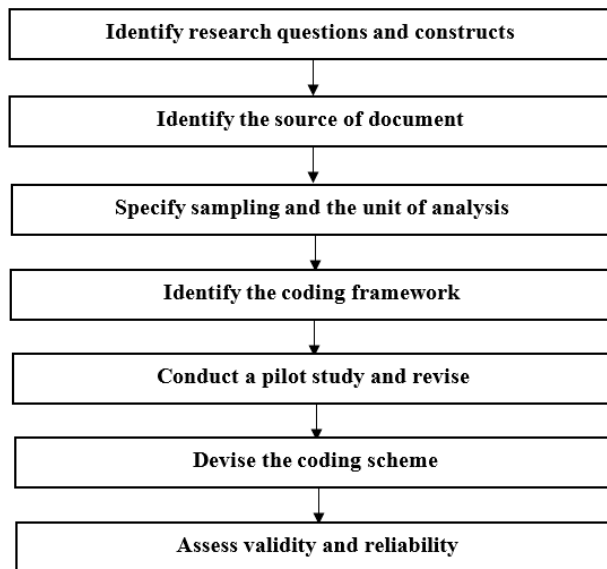 Identify research questions and constructs
Identify the source of document
Specify sampling and the unit of analysis
Identify the coding framework
Conduct a pilot study and revise
Devise the coding scheme
Assess validity and reliability